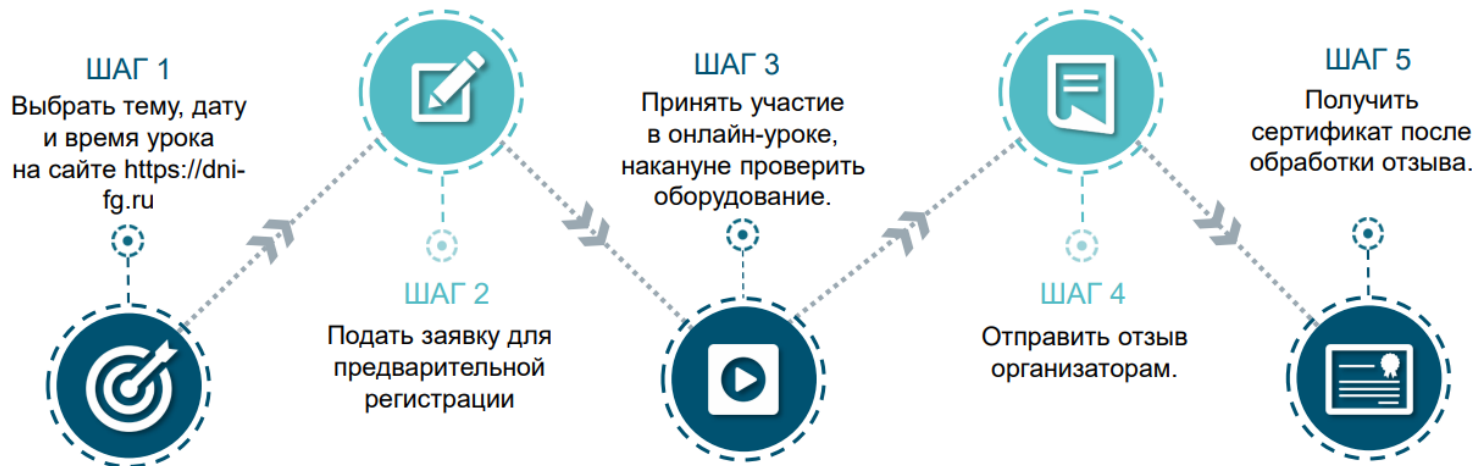 ШАГ 1
Выбрать тему, дату
и время урока
на сайте https://dni-
fg.ru
ШАГ 2
Подать заявку для
предварительной
регистрации
ШАГ 3
Принять участие
в онлайн-уроке,
накануне проверить
оборудование.
ШАГ 4
Отправить отзыв
организаторам.
ШАГ 5
Получить
сертификат после
обработки отзыва.